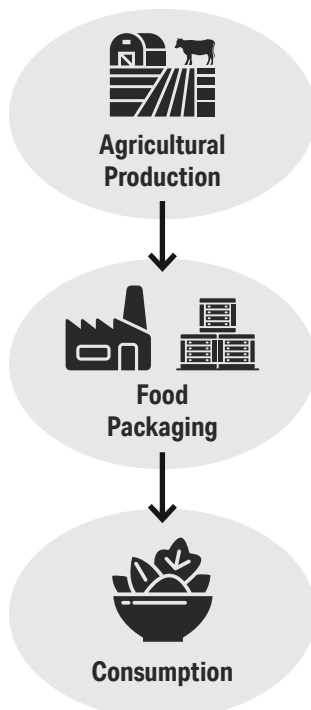 Agricultural
Production
Food
Packaging
Consumption